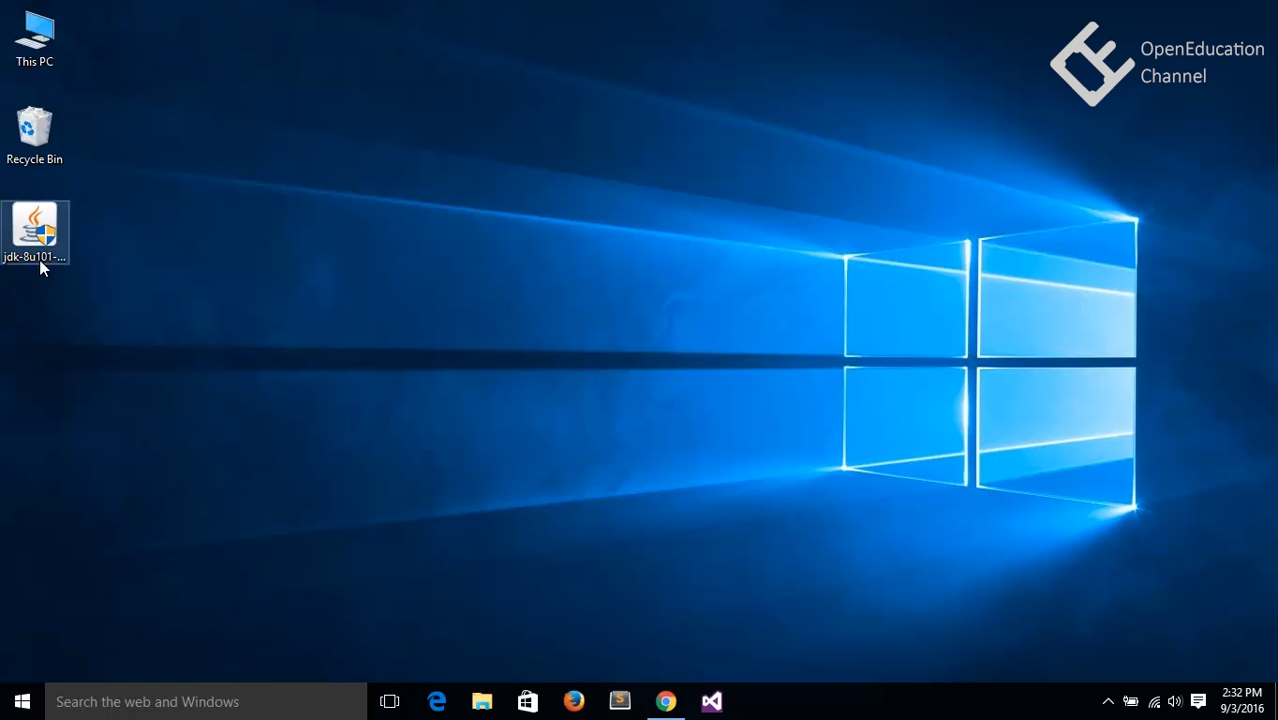 This PC
OpenEducation
Channel
Recycle Bin
jdk-8u101-...
Search the web and Windows
2:32 PM
9/3/2016